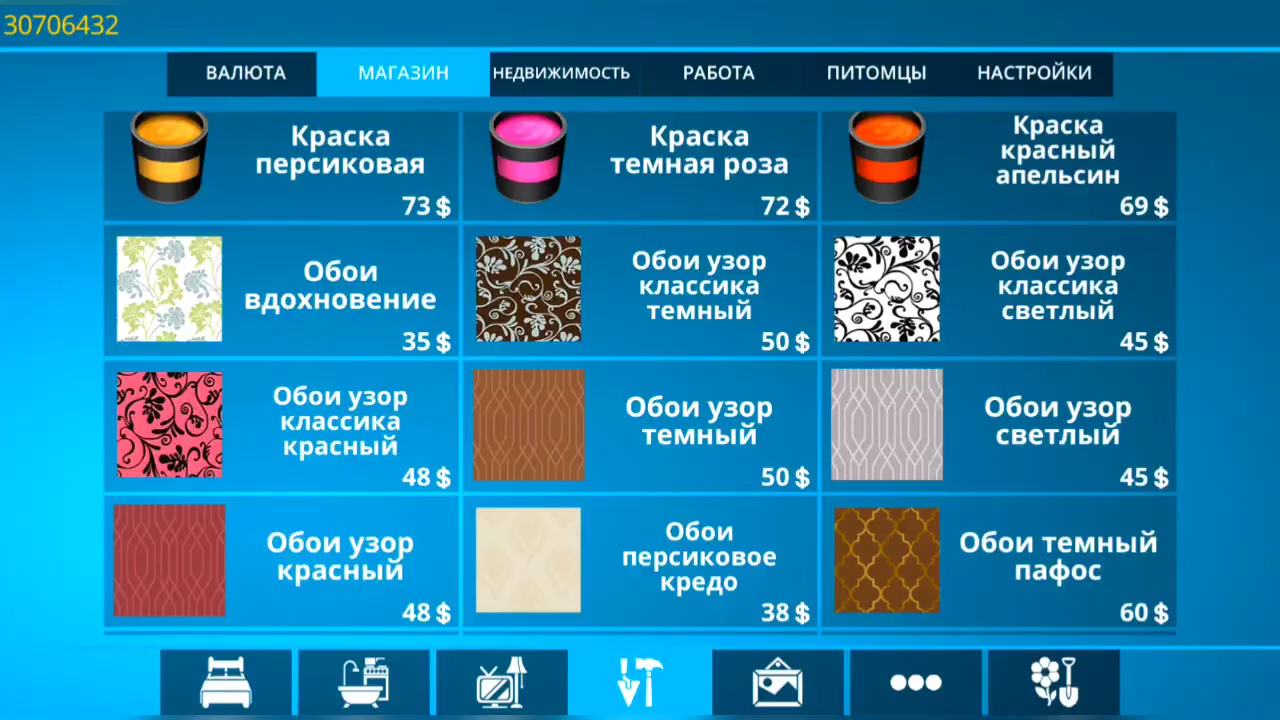 30706432
ВАЛЮТА
МАГАЗИН
НЕДВИЖИМОСТЬ
РАБОТА
ПИТОМЦЫ
НАСТРОЙКИ
Краска
персиковая
73 $
Краска
темная роза
72 $
Краска
красный
апельсин
69 $
Обои
вдохновение
35 $
Обои узор
классика
темный
50 $
Обои узор
классика
светлый
45 $
Обои узор
классика
красный
48 $
Обои узор
темный
50 $
Обои узор
светлый
45 $
Обои узор
красный
48 $
Обои
персиковое
кредо
38 $
Обои темный
пафос
60 $